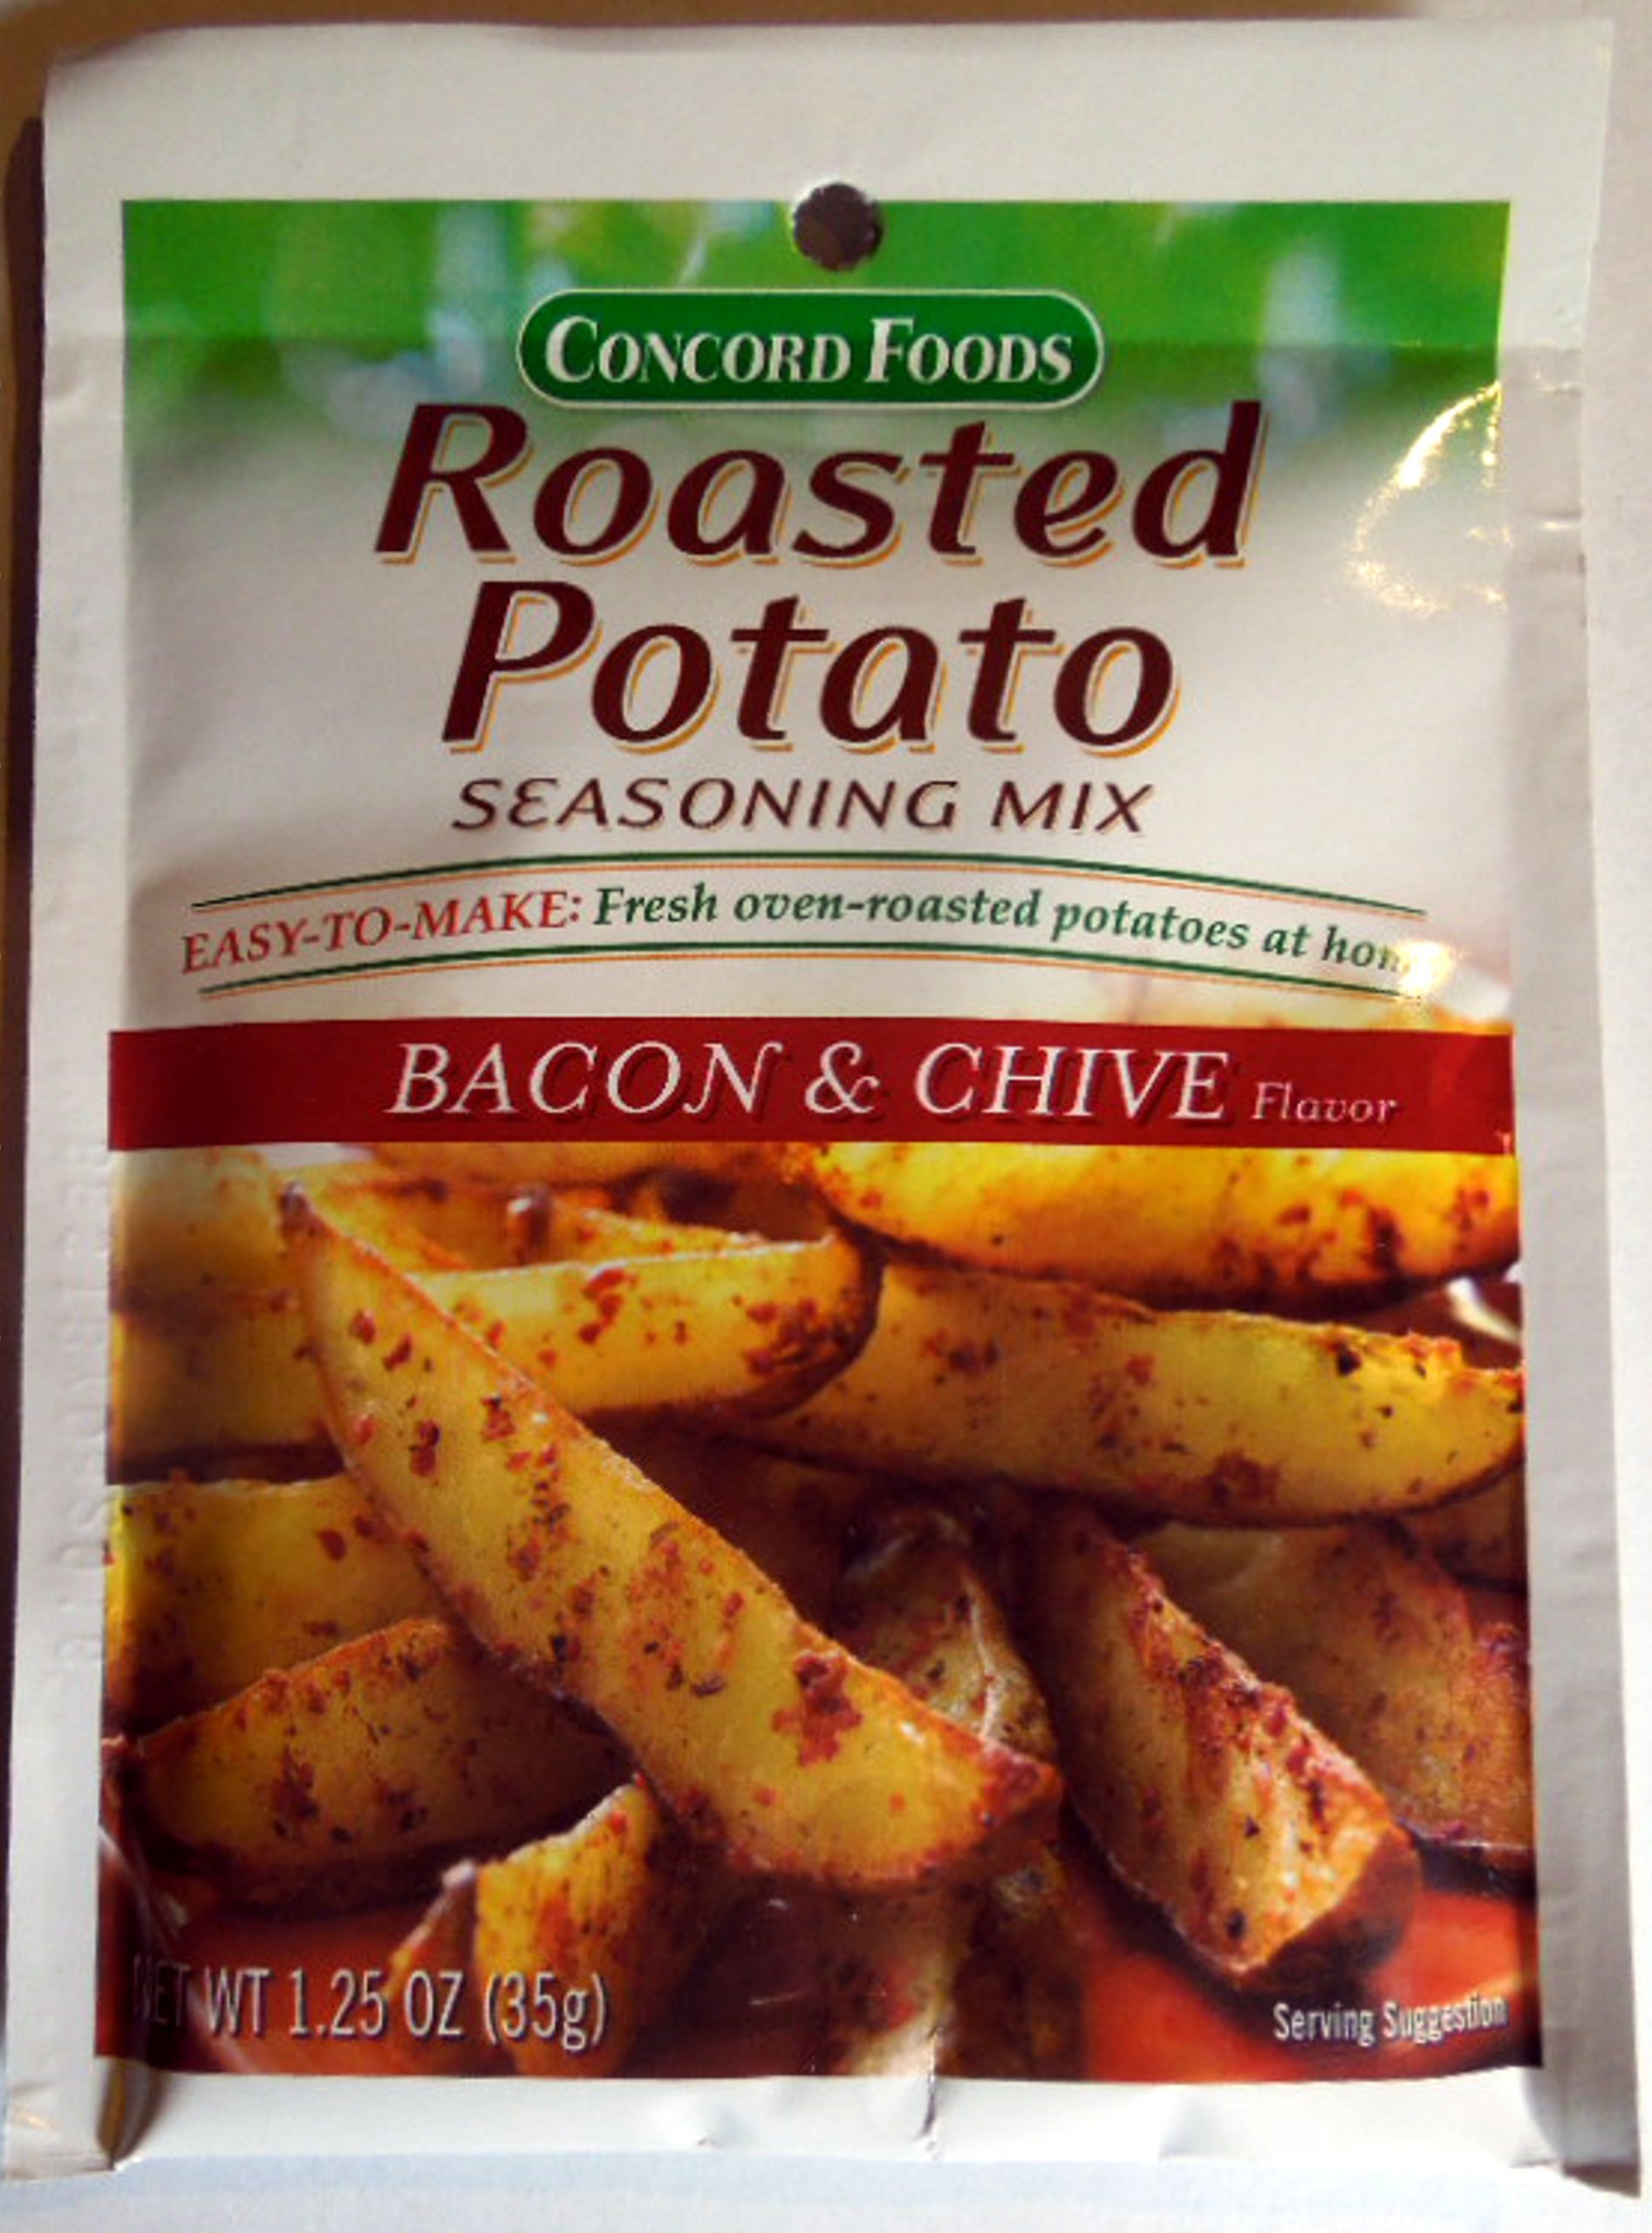 CONCORD FOODS
Roasted
Potato
SEASONING MIX
EASY-TO-MAKE: Fresh oven-roasted potatoes at
BACON & CHIVE Flavor
NET WT 1.25 OZ (35g)
Serving Suggestion